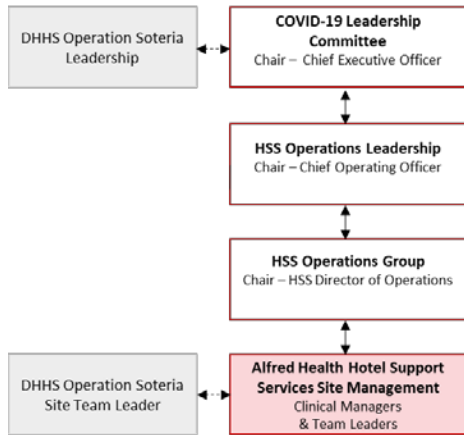 DHHS Operation Soteria
Leadership
COVID-19 Leadership
Committee
Chair – Chief Executive Officer
HSS Operations Leadership
Chair – Chief Operating Officer
HSS Operations Group
Chair – HSS Director of Operations
DHHS Operation Soteria
Site Team Leader
Alfred Health Hotel Support
Services Site Management
Clinical Managers
& Team Leaders